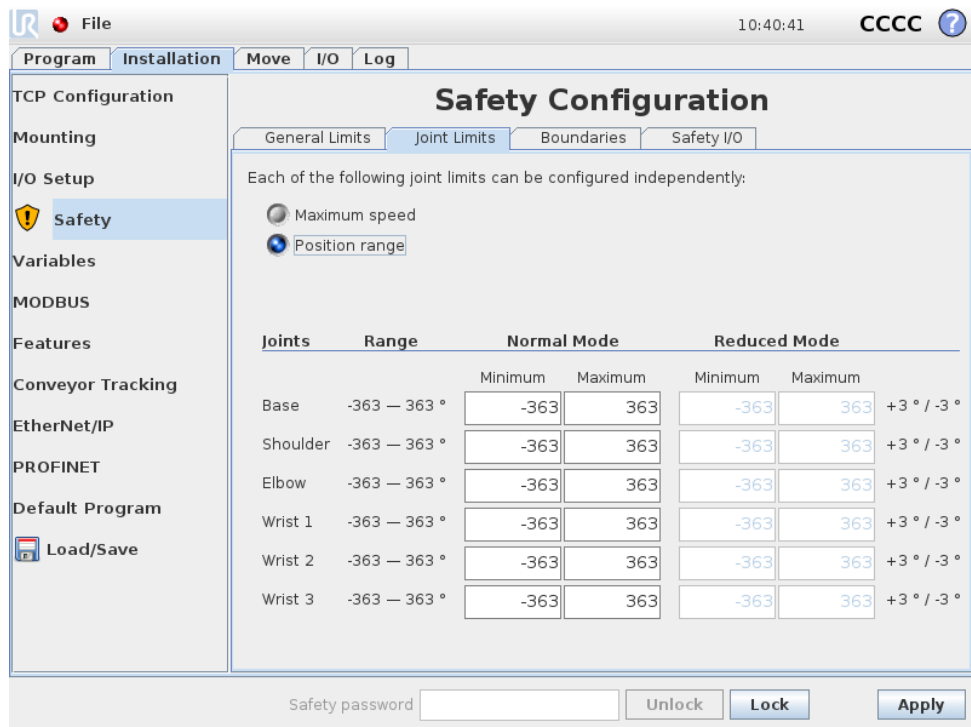 UR File 10:40:41 CCCC ?
Program Installation Move I/O Log
TCP Configuration
Mounting
I/O Setup
Safety
Variables
MODBUS
Features
Conveyor Tracking
EtherNet/IP
PROFINET
Default Program
Load/Save
Safety Configuration
General Limits Joint Limits Boundaries Safety I/O
Each of the following joint limits can be configured independently:
Maximum speed
Position range
Joints Range Normal Mode Reduced Mode
Minimum Maximum Minimum Maximum
Base -363 — 363 ° -363 363 -363 363 +3 ° / -3 °
Shoulder -363 — 363 ° -363 363 -363 363 +3 ° / -3 °
Elbow -363 — 363 ° -363 363 -363 363 +3 ° / -3 °
Wrist 1 -363 — 363 ° -363 363 -363 363 +3 ° / -3 °
Wrist 2 -363 — 363 ° -363 363 -363 363 +3 ° / -3 °
Wrist 3 -363 — 363 ° -363 363 -363 363 +3 ° / -3 °
Safety password Unlock Lock Apply